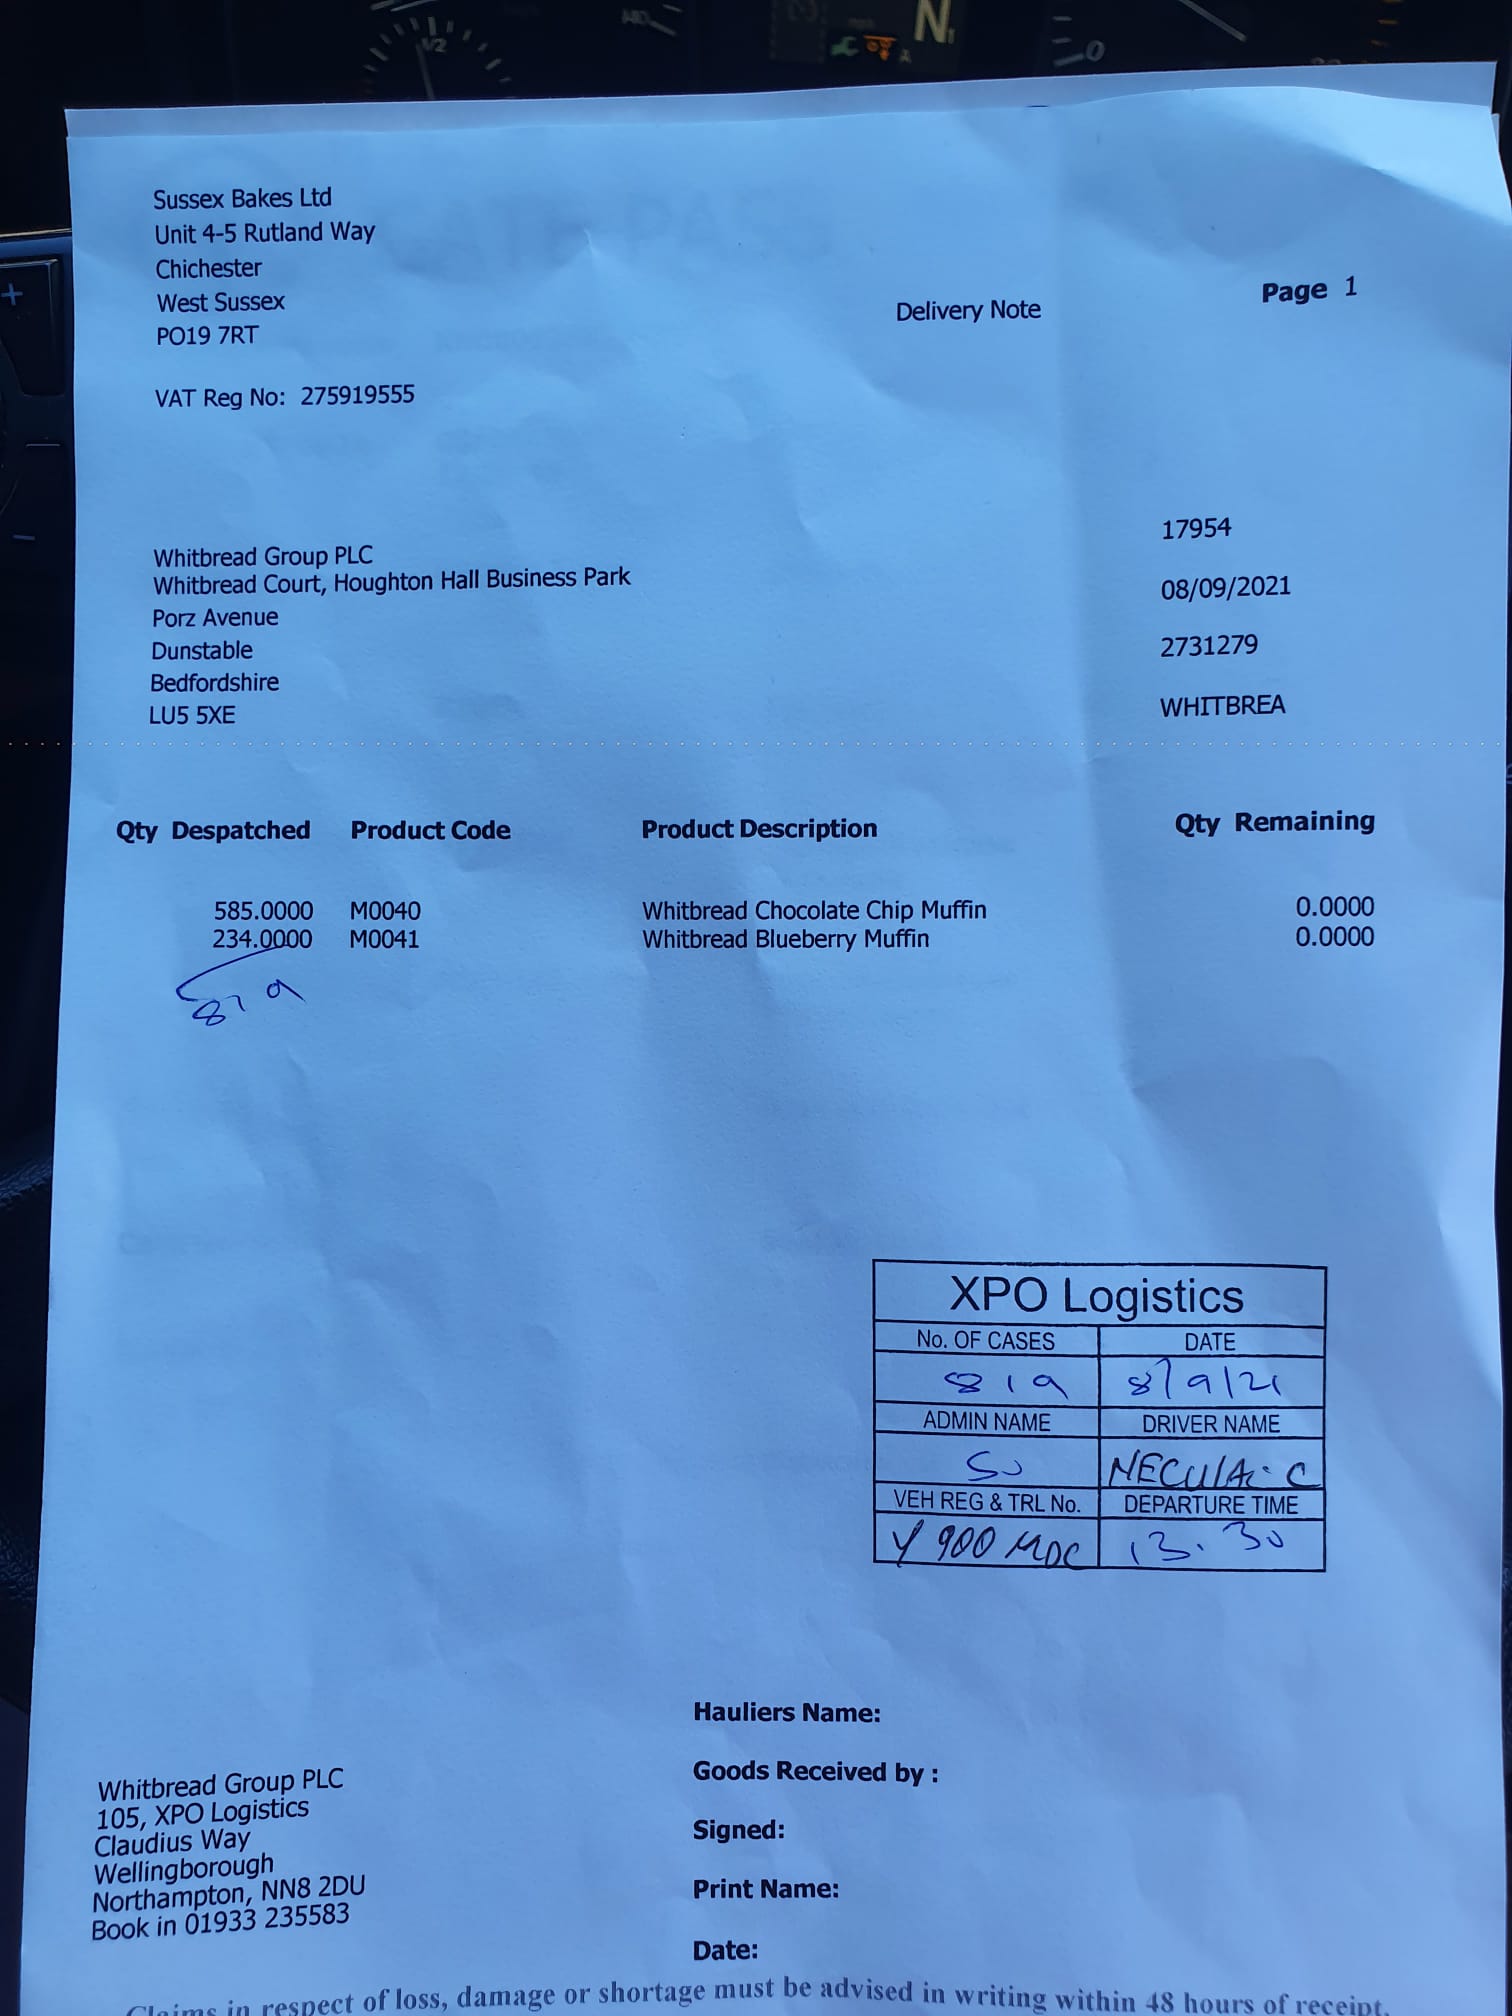 Sussex Bakes Ltd
Unit 4-5 Rutland Way
Chichester
West Sussex
PO19 7RT
Delivery Note
Page 1
VAT Reg No: 275919555
Whitbread Group PLC
Whitbread Court, Houghton Hall Business Park
Porz Avenue
Dunstable
Bedfordshire
LU5 5XE
17954
08/09/2021
2731279
WHITBREA
Qty Despatched Product Code Product Description Qty Remaining
585.0000 M0040 Whitbread Chocolate Chip Muffin 0.0000
234.0000 M0041 Whitbread Blueberry Muffin 0.0000
819
XPO Logistics
No. OF CASES DATE
819 8/9/21
ADMIN NAME DRIVER NAME
NECULAi C
VEH REG & TRL No. DEPARTURE TIME
Y 900 MDC 13.30
Hauliers Name:
Goods Received by :
Signed:
Print Name:
Date:
Whitbread Group PLC
105, XPO Logistics
Claudius Way
Wellingborough
Northampton, NN8 2DU
Book in 01933 235583
Claims in respect of loss, damage or shortage must be advised in writing within 48 hours of receipt.
N
1/2
0